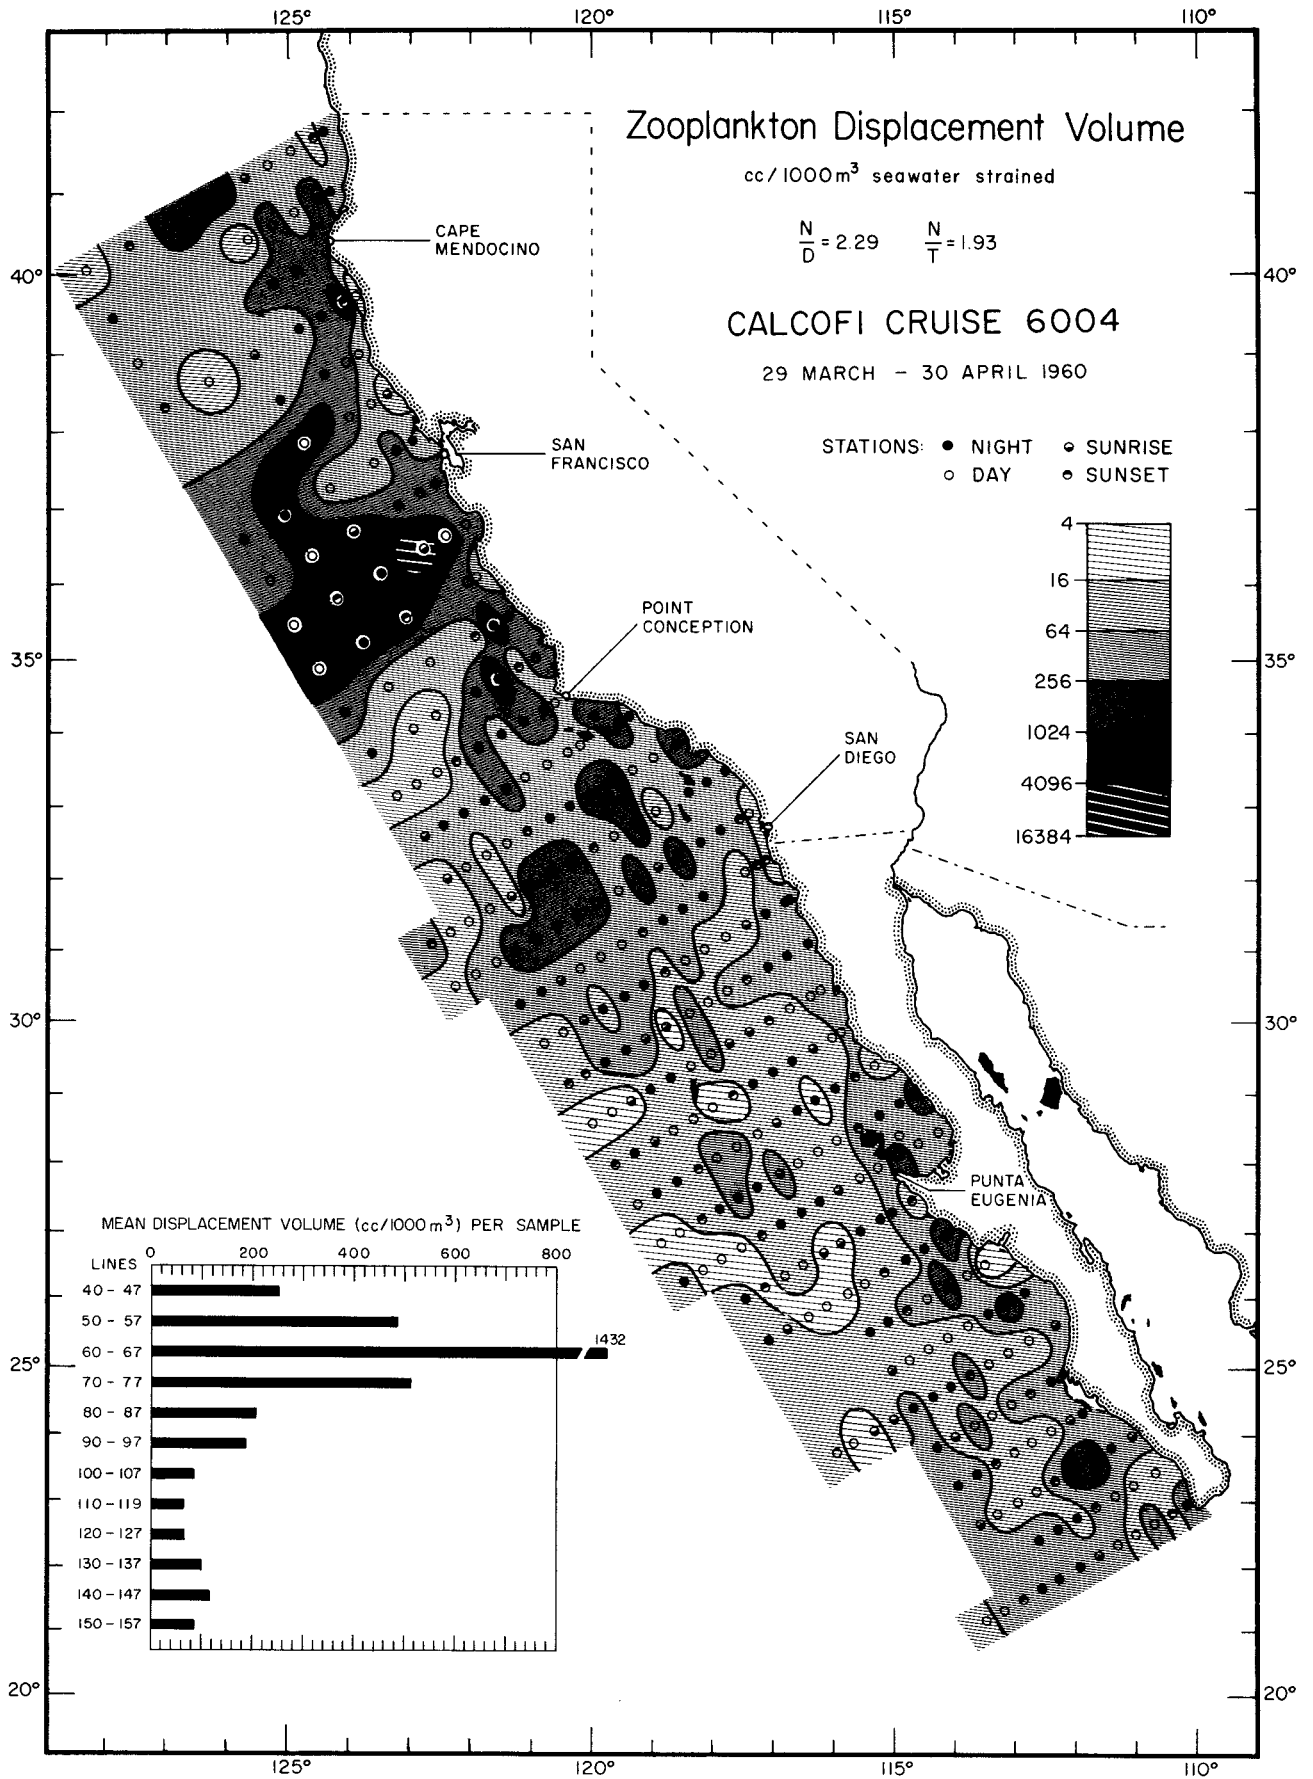 125° 120° 115° 110°
Zooplankton Displacement Volume
cc/1000m³ seawater strained
N/D = 2.29 N/T = 1.93
CALCOFI CRUISE 6004
29 MARCH – 30 APRIL 1960
STATIONS: ● NIGHT SUNRISE
○ DAY SUNSET
4
16
64
256
1024
4096
16384
CAPE
MENDOCINO
SAN
FRANCISCO
POINT
CONCEPTION
SAN
DIEGO
PUNTA
EUGENIA
40° 40°
35° 35°
30° 30°
25° 25°
20° 20°
MEAN DISPLACEMENT VOLUME (cc/1000m³) PER SAMPLE
0 200 400 600 800
LINES
40 – 47
50 – 57
60 – 67 1432
70 – 77
80 – 87
90 – 97
100 – 107
110 – 119
120 – 127
130 – 137
140 – 147
150 – 157
125° 120° 115° 110°